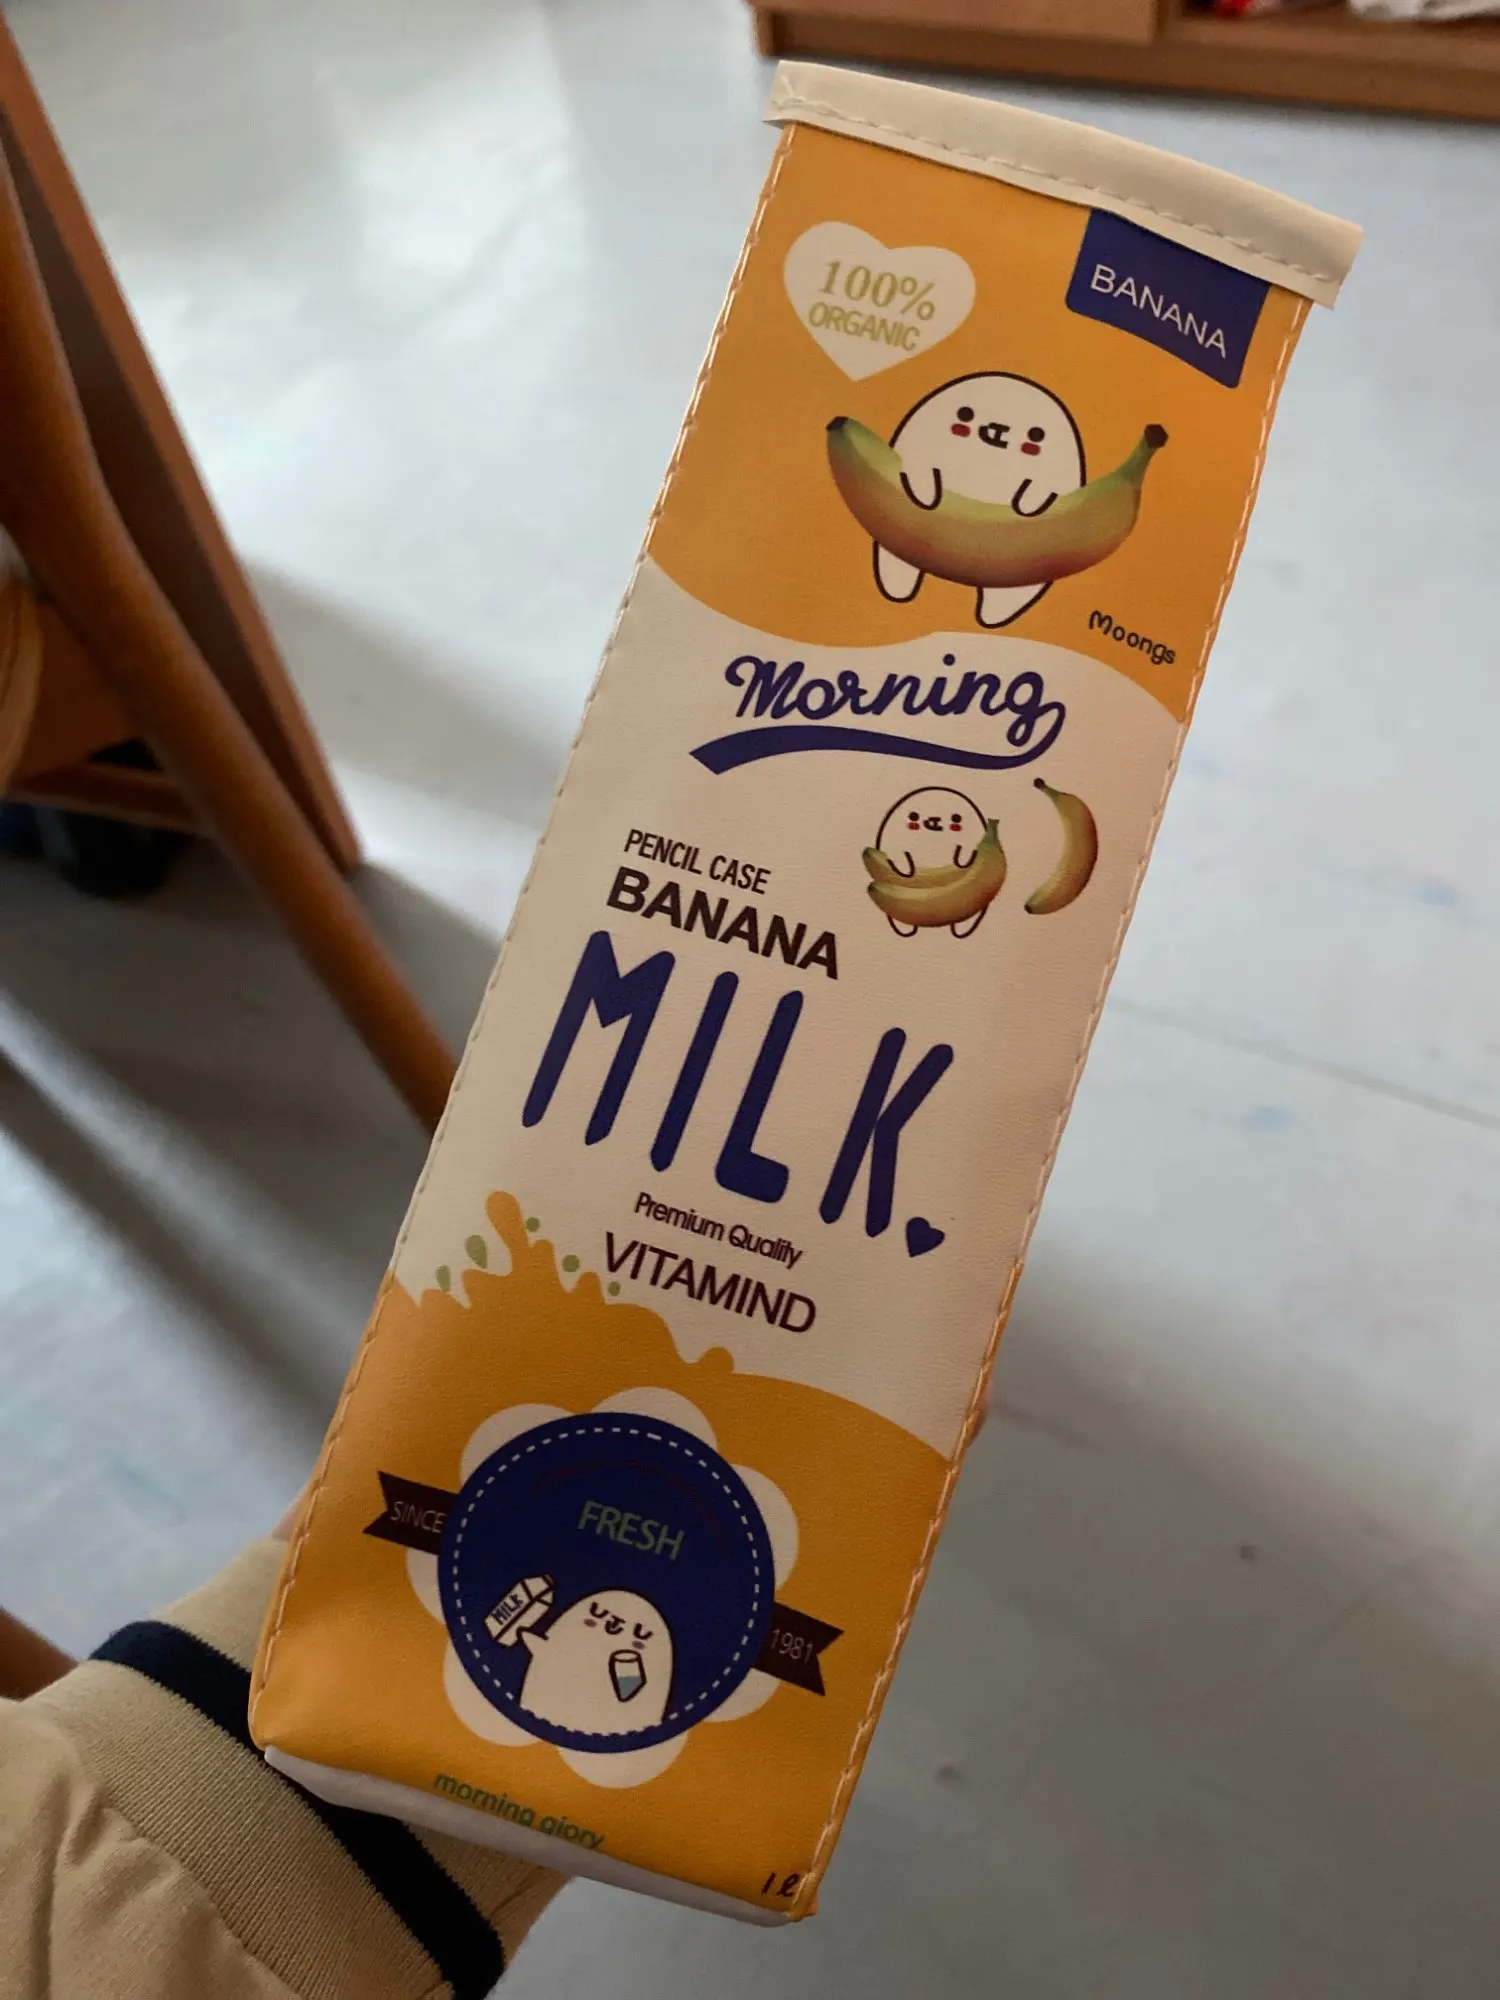 100%
ORGANIC
BANANA
Moongs
Morning
PENCIL CASE
BANANA
MILK
Premium Quality
VITAMIND
SINCE
FRESH
MILK
1981
morning glory
1ℓ